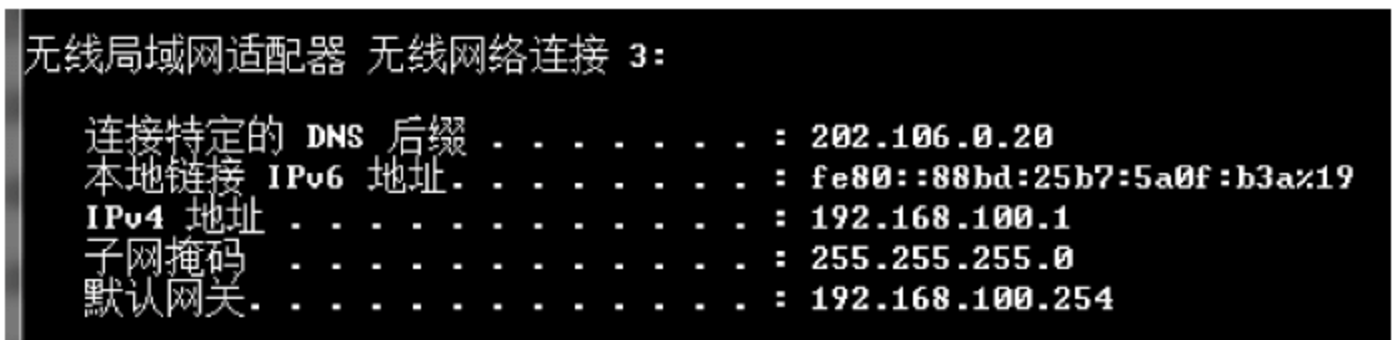 无线局域网适配器 无线网络连接 3:
连接特定的 DNS 后缀 . . . . . . . : 202.106.0.20
本地链接 IPv6 地址. . . . . . . . : fe80::88bd:25b7:5a0f:b3a%19
IPv4 地址 . . . . . . . . . . . . : 192.168.100.1
子网掩码  . . . . . . . . . . . . : 255.255.255.0
默认网关. . . . . . . . . . . . . : 192.168.100.254